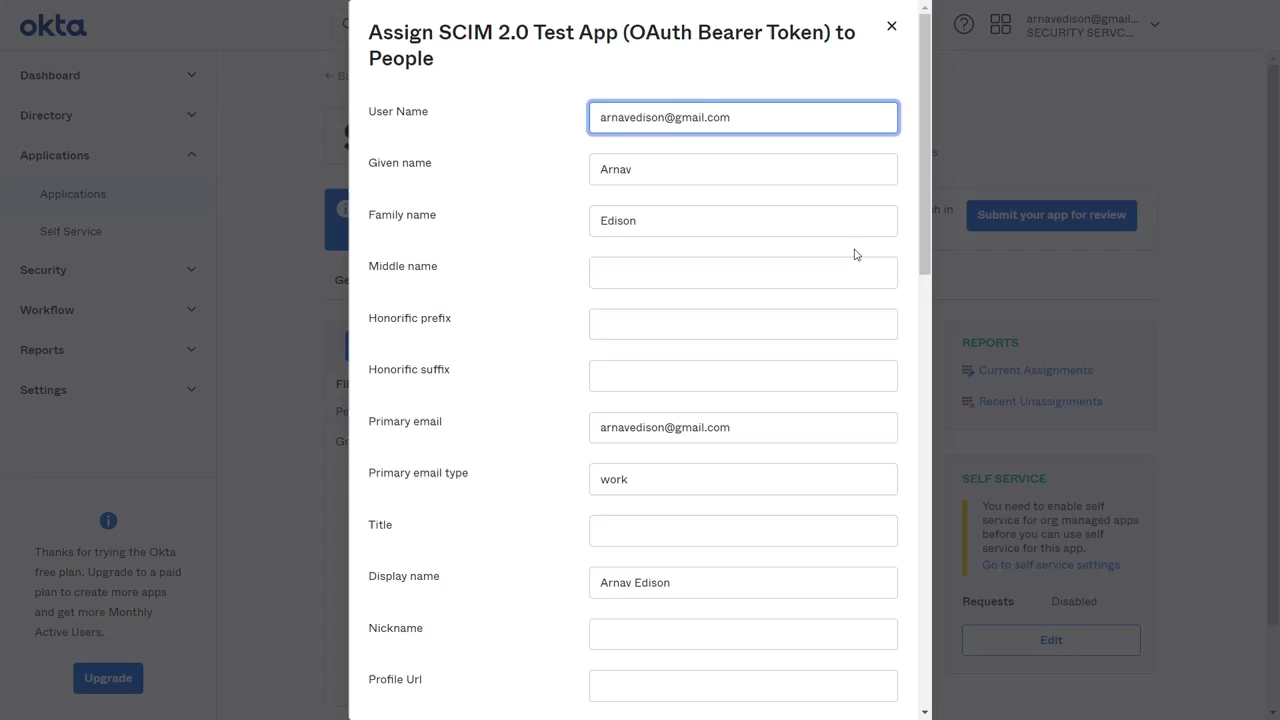 okta
Dashboard
Directory
Applications
Applications
Self Service
Security
Workflow
Reports
Settings
Thanks for trying the Okta
free plan. Upgrade to a paid
plan to create more apps
and get more Monthly
Active Users.
Upgrade
Assign SCIM 2.0 Test App (OAuth Bearer Token) to
People
User Name
arnavedison@gmail.com
Given name
Arnav
Family name
Edison
Middle name
Honorific prefix
Honorific suffix
Primary email
arnavedison@gmail.com
Primary email type
work
Title
Display name
Arnav Edison
Nickname
Profile Url
arnavedison@gmail...
SECURITY SERVC...
Submit your app for review
REPORTS
Current Assignments
Recent Unassignments
SELF SERVICE
You need to enable self
service for org managed apps
before you can use self
service for this app.
Go to self service settings
Requests Disabled
Edit